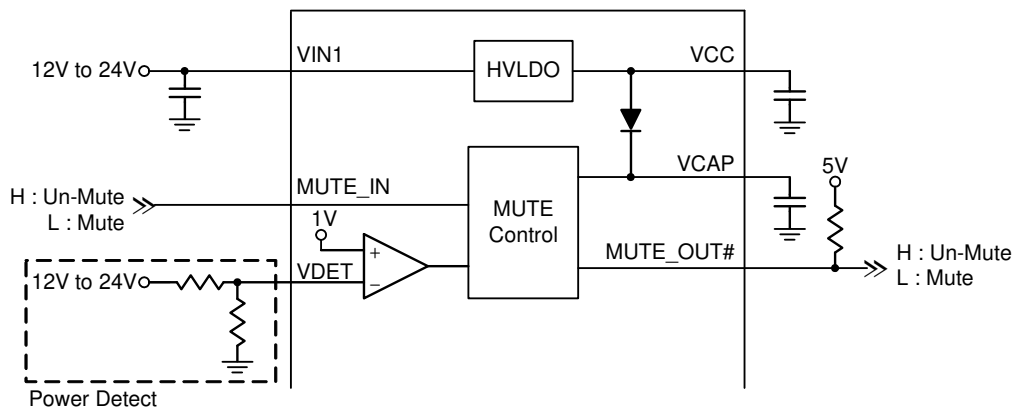 VIN1
VCC
12V to 24V
HVLDO
VCAP
5V
MUTE_IN
H : Un-Mute
L : Mute
1V
MUTE
Control
+
−
MUTE_OUT#
H : Un-Mute
L : Mute
VDET
12V to 24V
Power Detect